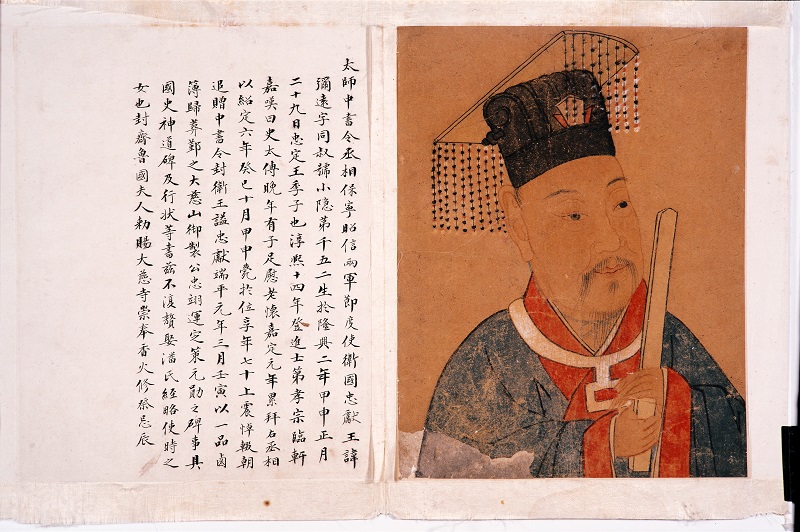 太師中書令丞相保寧昭信兩軍節度使衛國忠獻王諱
彌遠字同叔號小隱第千五二生於隆興二年甲申正月
二十九日忠定王季子也淳熙十四年登進士第孝宗臨軒
嘉嘆曰史太傅晚年有子足慰老懷嘉定元年累拜右丞相
以紹定六年癸巳十月甲申薨於位享年七十上震悼輟朝
追贈中書令封衛王諡忠獻端平元年三月壬寅以一品鹵
簿歸葬鄞之大慈山御製公忠翊運定策元勛之碑事具
國史神道碑及行狀等書茲不復贅娶潘氏經略使時之
女也封齊魯國夫人勅賜大慈寺崇奉香火修祭忌辰